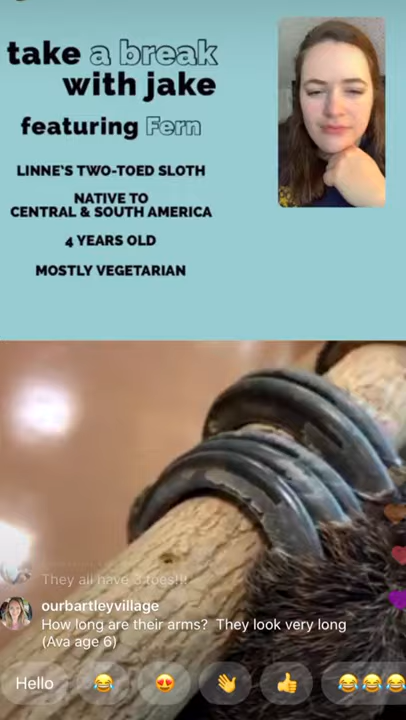 take a break
with jake
featuring Fern
LINNE'S TWO-TOED SLOTH
NATIVE TO
CENTRAL & SOUTH AMERICA
4 YEARS OLD
MOSTLY VEGETARIAN
They all have 3 toes!!!
ourbartleyvillage
How long are their arms? They look very long
(Ava age 6)
Hello